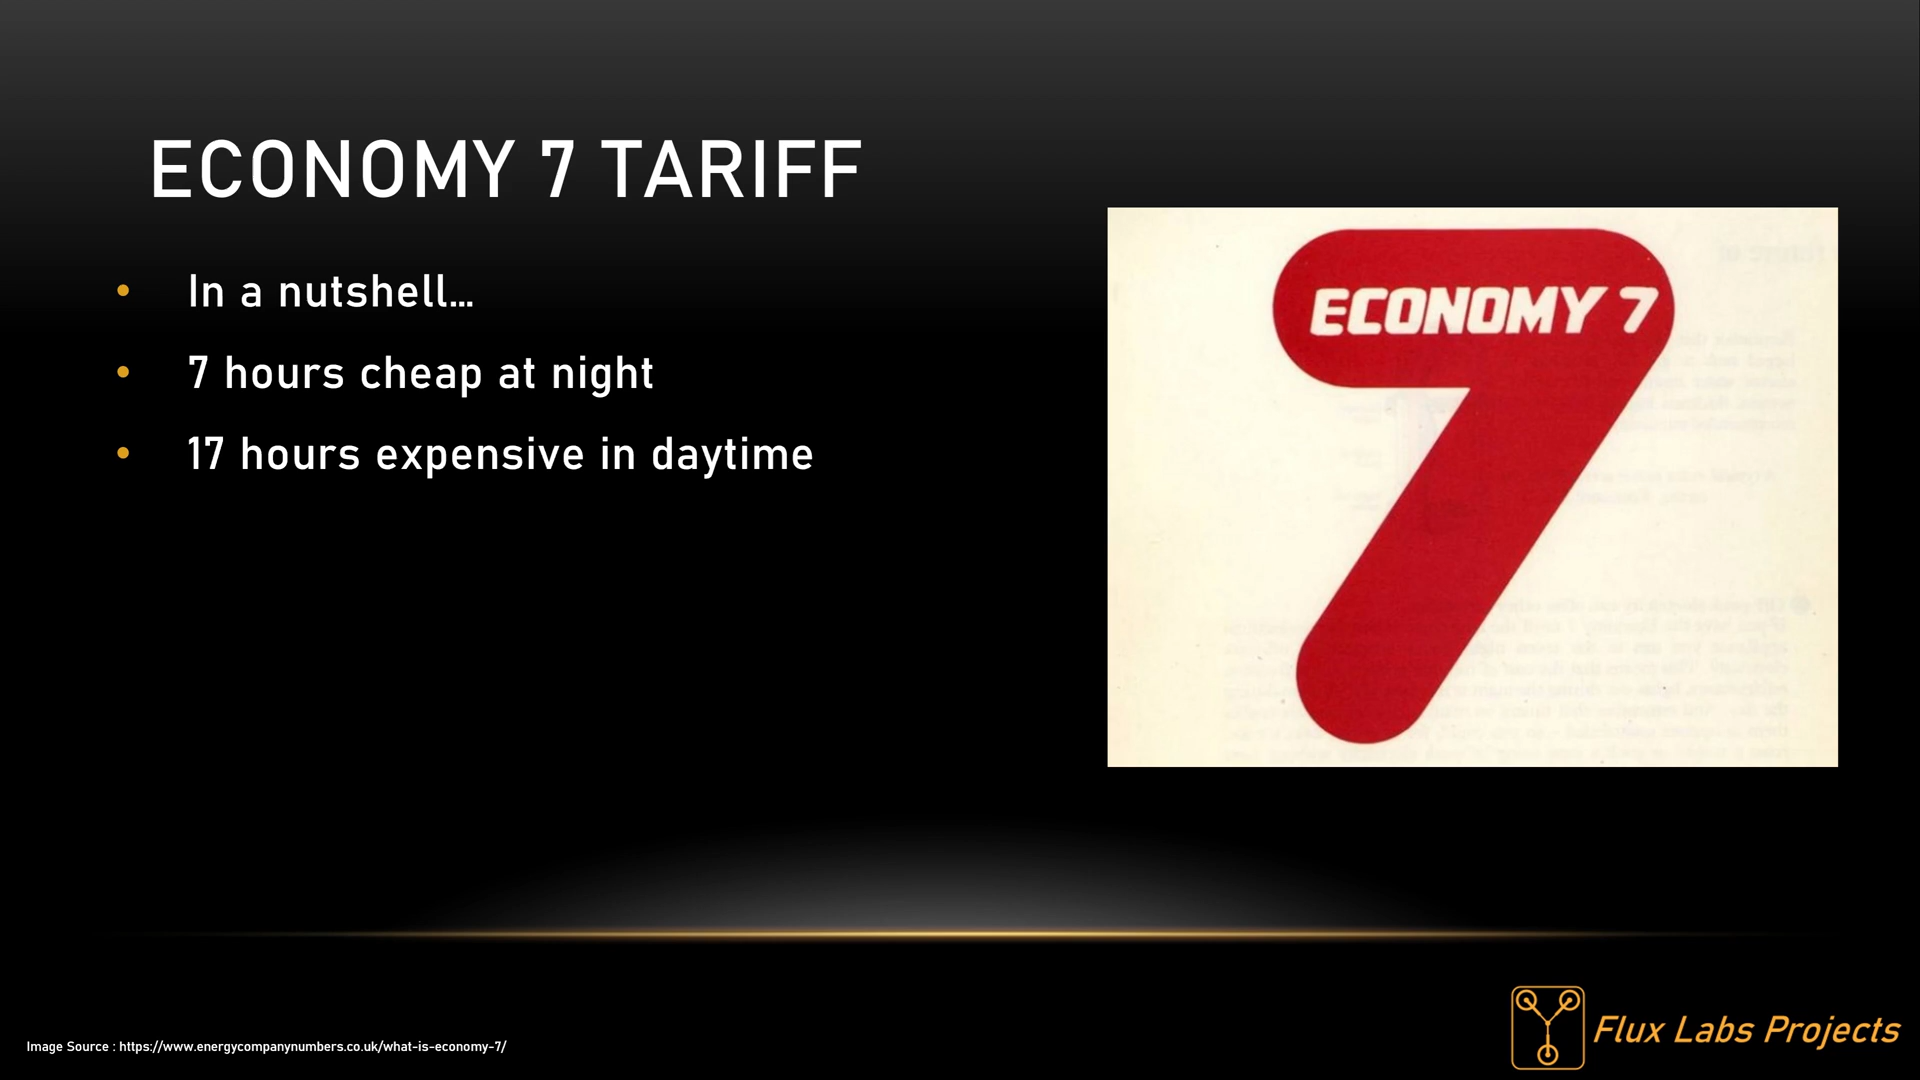 ECONOMY 7 TARIFF
• In a nutshell...
• 7 hours cheap at night
• 17 hours expensive in daytime
ECONOMY 7
7
Image Source : https://www.energycompanynumbers.co.uk/what-is-economy-7/
Flux Labs Projects